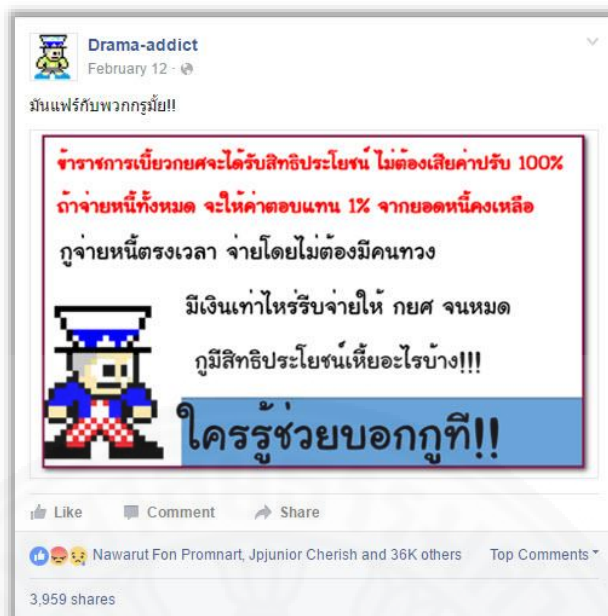 Drama-addict
February 12
มันแฟร์กับพวกกรูมั้ย!!
ข้าราชการเบี้ยวกยศจะได้รับสิทธิประโยชน์ ไม่ต้องเสียค่าปรับ 100%
ถ้าจ่ายหนี้ทั้งหมด จะให้ค่าตอบแทน 1% จากยอดหนี้คงเหลือ
กูจ่ายหนี้ตรงเวลา จ่ายโดยไม่ต้องมีคนทวง
มีเงินเท่าไหร่รีบจ่ายให้ กยศ จนหมด
กูมีสิทธิประโยชน์เหี้ยอะไรบ้าง!!!
ใครรู้ช่วยบอกกูที!!
Like Comment Share
Nawarut Fon Promnart, Jpjunior Cherish and 36K others Top Comments
3,959 shares